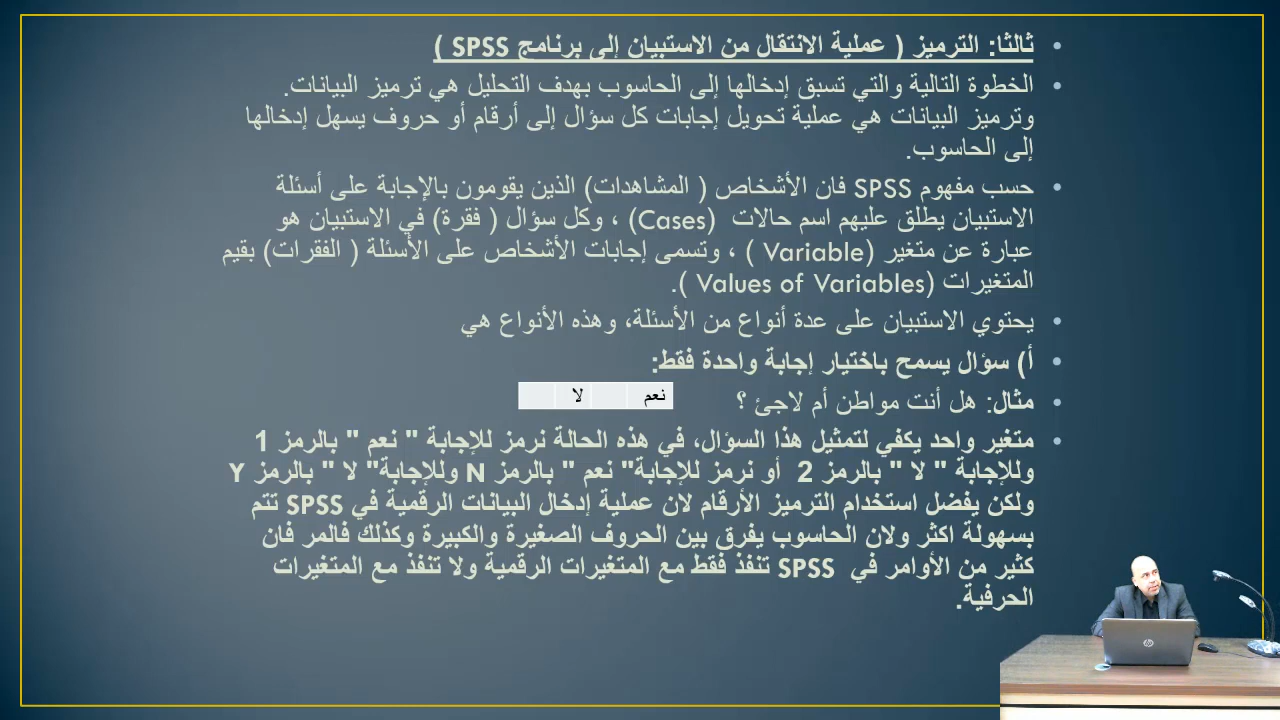 ثالثا: الترميز ( عملية الانتقال من الاستبيان إلى برنامج SPSS )
الخطوة التالية والتي تسبق إدخالها إلى الحاسوب بهدف التحليل هي ترميز البيانات.
وترميز البيانات هي عملية تحويل إجابات كل سؤال إلى أرقام أو حروف يسهل إدخالها
إلى الحاسوب.
حسب مفهوم SPSS فان الأشخاص ( المشاهدات) الذين يقومون بالإجابة على أسئلة
الاستبيان يطلق عليهم اسم حالات (Cases) ، وكل سؤال ( فقرة) في الاستبيان هو
عبارة عن متغير (Variable ) ، وتسمى إجابات الأشخاص على الأسئلة ( الفقرات) بقيم
المتغيرات (Values of Variables ).
يحتوي الاستبيان على عدة أنواع من الأسئلة، وهذه الأنواع هي
أ) سؤال يسمح باختيار إجابة واحدة فقط:
مثال: هل أنت مواطن أم لاجئ ؟ نعم لا
متغير واحد يكفي لتمثيل هذا السؤال، في هذه الحالة نرمز للإجابة " نعم " بالرمز 1
وللإجابة " لا " بالرمز 2 أو نرمز للإجابة" نعم " بالرمز N وللإجابة" لا " بالرمز Y
ولكن يفضل استخدام الترميز الأرقام لان عملية إدخال البيانات الرقمية في SPSS تتم
بسهولة اكثر ولان الحاسوب يفرق بين الحروف الصغيرة والكبيرة وكذلك فالمر فان
كثير من الأوامر في SPSS تنفذ فقط مع المتغيرات الرقمية ولا تنفذ مع المتغيرات
الحرفية.